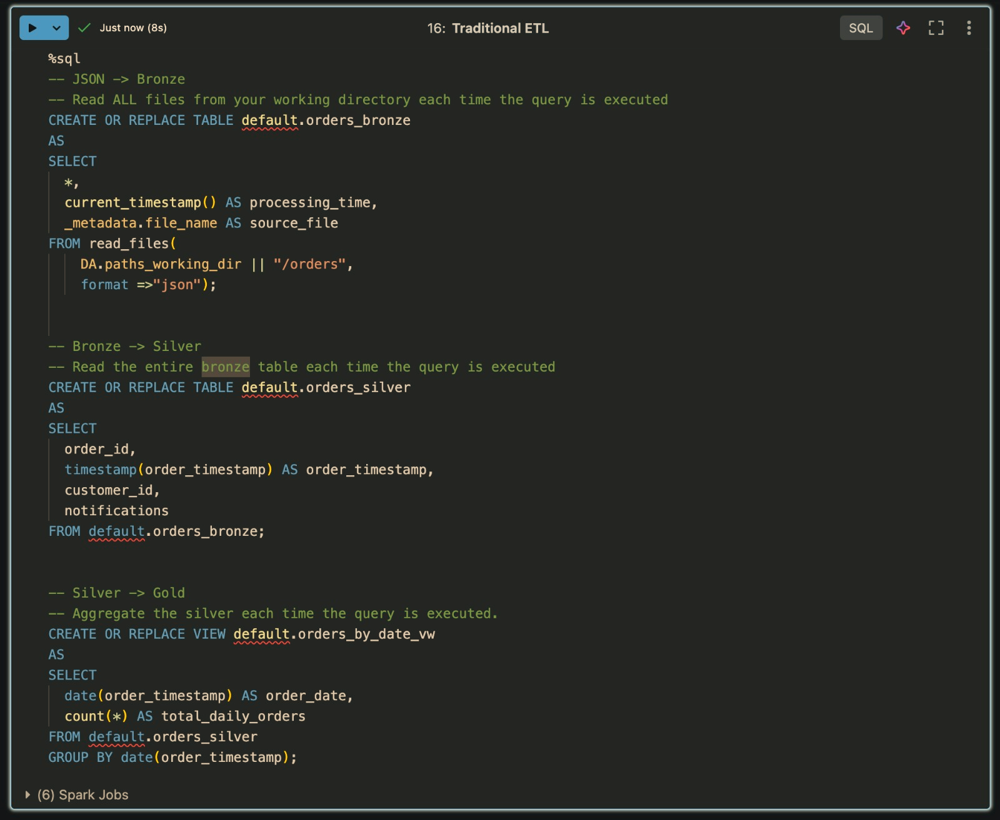 Just now (8s)
16: Traditional ETL
SQL
%sql
-- JSON -> Bronze
-- Read ALL files from your working directory each time the query is executed
CREATE OR REPLACE TABLE default.orders_bronze
AS
SELECT
*,
current_timestamp() AS processing_time,
_metadata.file_name AS source_file
FROM read_files(
DA.paths_working_dir || "/orders",
format =>"json");
-- Bronze -> Silver
-- Read the entire bronze table each time the query is executed
CREATE OR REPLACE TABLE default.orders_silver
AS
SELECT
order_id,
timestamp(order_timestamp) AS order_timestamp,
customer_id,
notifications
FROM default.orders_bronze;
-- Silver -> Gold
-- Aggregate the silver each time the query is executed.
CREATE OR REPLACE VIEW default.orders_by_date_vw
AS
SELECT
date(order_timestamp) AS order_date,
count(*) AS total_daily_orders
FROM default.orders_silver
GROUP BY date(order_timestamp);
(6) Spark Jobs